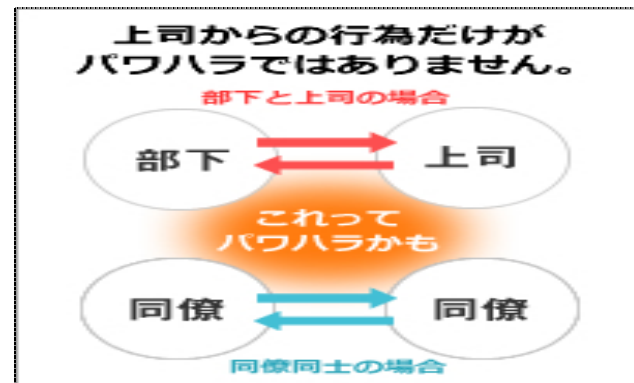 上司からの行為だけが
パワハラではありません。
部下と上司の場合
部下
上司
これって
パワハラかも
同僚
同僚
同僚同士の場合